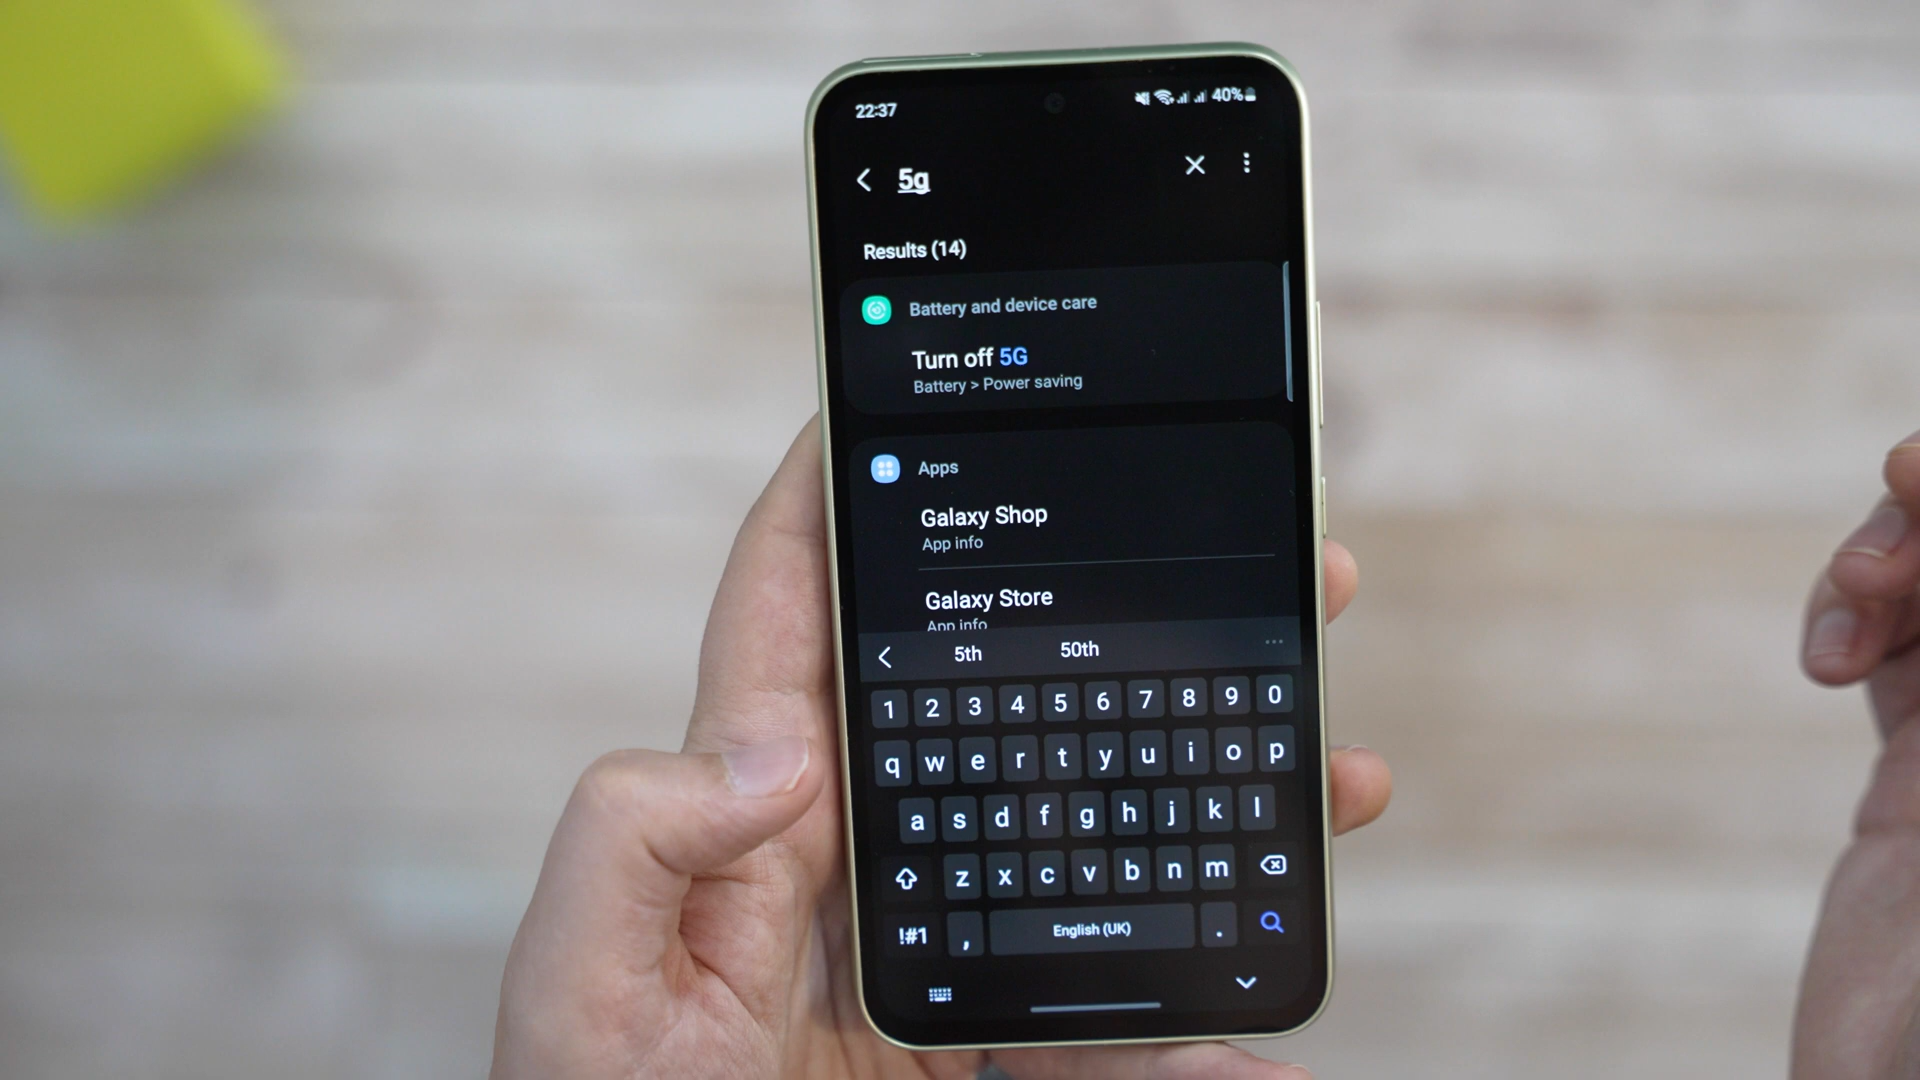 22:37
40%
5g
Results (14)
Battery and device care
Turn off 5G
Battery > Power saving
Apps
Galaxy Shop
App info
Galaxy Store
App info
5th 50th
1 2 3 4 5 6 7 8 9 0
q w e r t y u i o p
a s d f g h j k l
z x c v b n m
!#1 , English (UK) .